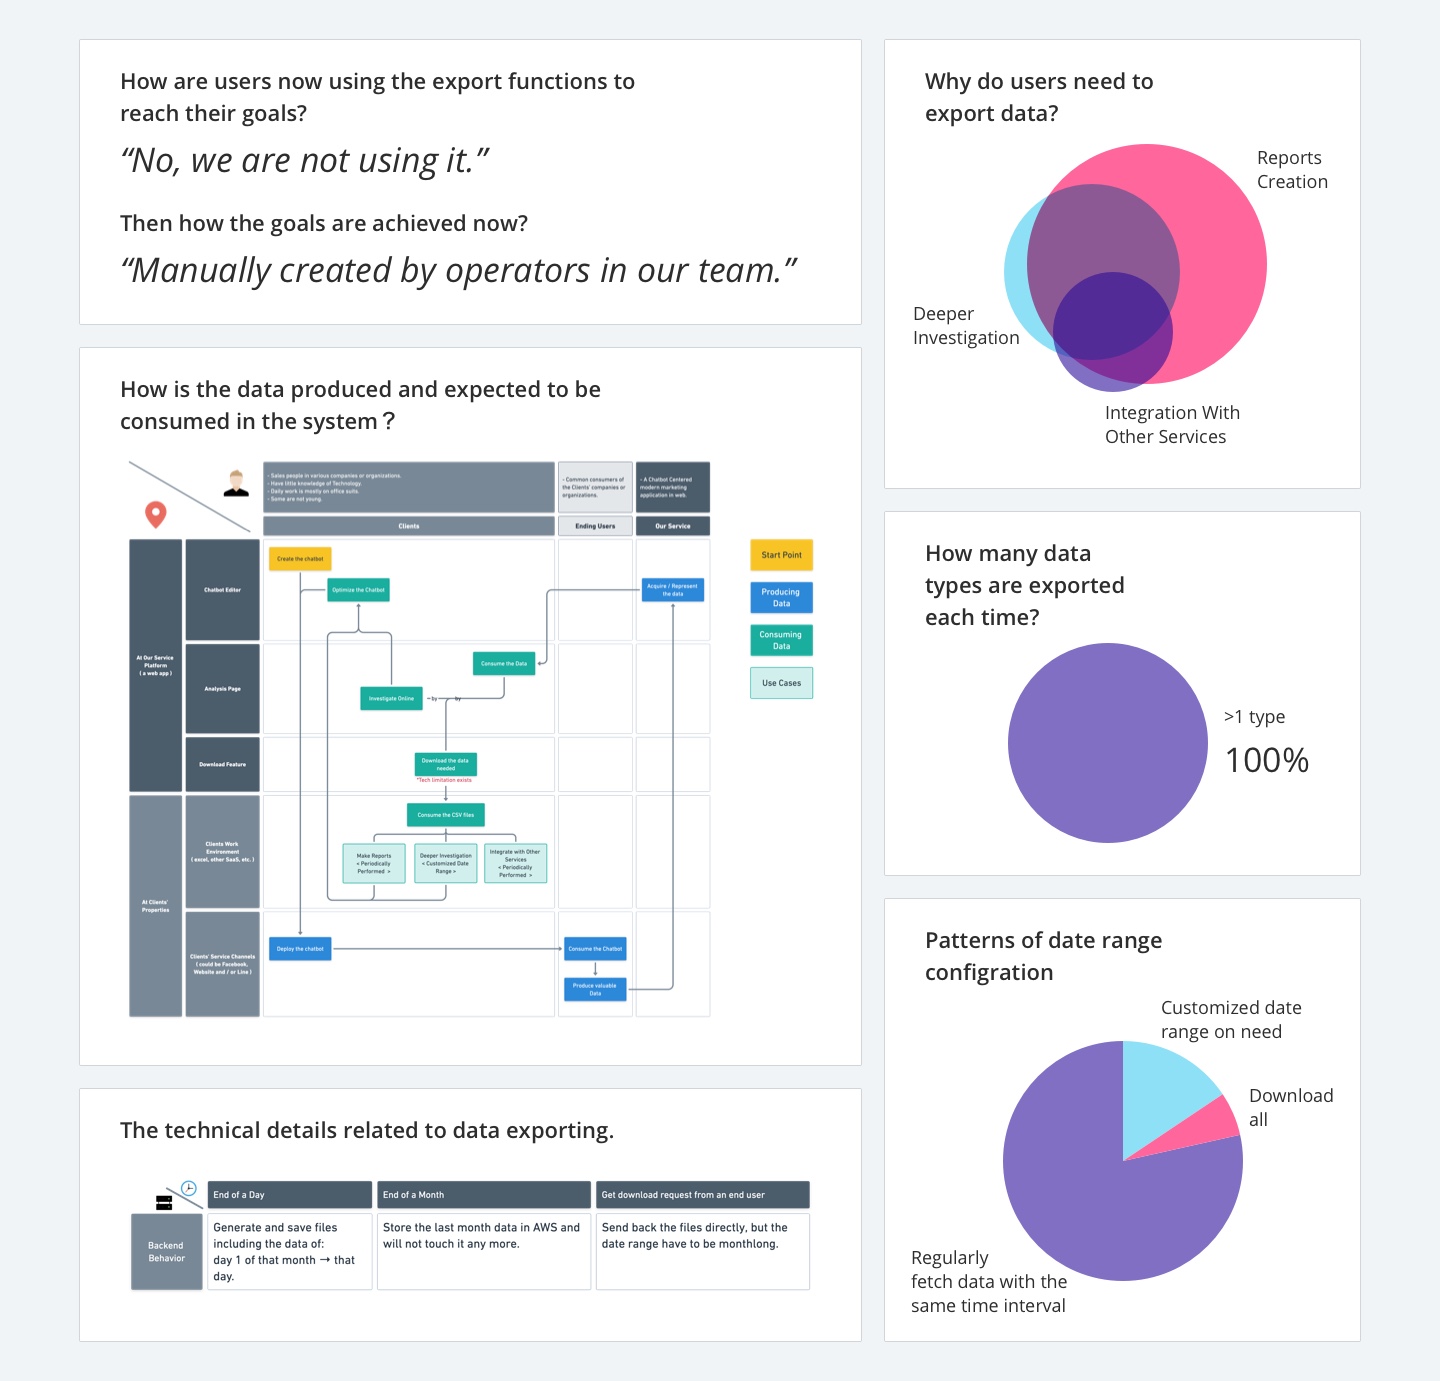 How are users now using the export functions to
reach their goals?
“No, we are not using it.”
Then how the goals are achieved now?
“Manually created by operators in our team.”
How is the data produced and expected to be
consumed in the system？
- Sales people in various companies or organizations.
- Have little knowledge of Technology.
- Daily work is mostly on office suits.
- Some are not young.
- Common consumers of
the Clients' companies or
organizations.
- A Chatbot Centered
modern marketing
application in web.
Clients
Ending Users
Our Service
At Our Service
Platform
( a web app )
Chatbot Editor
Create the chatbot
Optimize the Chatbot
Acquire / Represent
the data
Analysis Page
Consume the Data
Investigate Online
by
by
Download Feature
Download the data
needed
*Tech limitation exists.
At Clients'
Properties
Clients Work
Environment
( excel, other SaaS, etc. )
Consume the CSV files
Make Reports
< Periodically
Performed >
Deeper Investigation
< Customized Date
Range >
Integrate with Other
Services
< Periodically
Performed >
Clients' Service Channels
( could be Facebook,
Website and / or Line )
Deploy the chatbot
Consume the Chatbot
Produce valuable
Data
Start Point
Producing
Data
Consuming
Data
Use Cases
The technical details related to data exporting.
End of a Day
End of a Month
Get download request from an end user
Backend
Behavior
Generate and save files
including the data of:
day 1 of that month → that
day.
Store the last month data in AWS and
will not touch it any more.
Send back the files directly, but the
date range have to be monthlong.
Why do users need to
export data?
Reports
Creation
Deeper
Investigation
Integration With
Other Services
How many data
types are exported
each time?
>1 type
100%
Patterns of date range
configration
Customized date
range on need
Download
all
Regularly
fetch data with the
same time interval